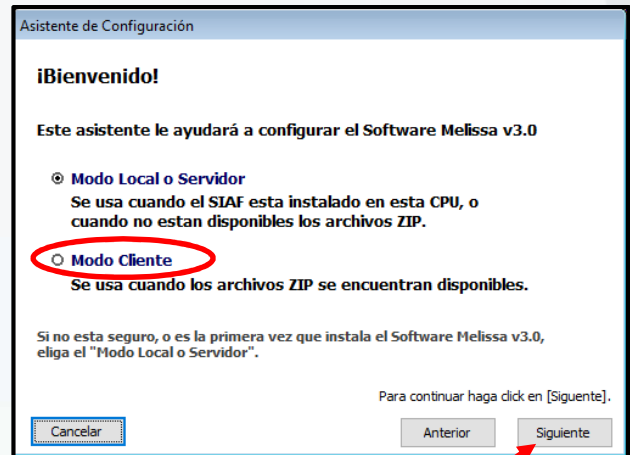 Asistente de Configuración
¡Bienvenido!
Este asistente le ayudará a configurar el Software Melissa v3.0
Modo Local o Servidor
Se usa cuando el SIAF esta instalado en esta CPU, o
cuando no estan disponibles los archivos ZIP.
Modo Cliente
Se usa cuando los archivos ZIP se encuentran disponibles.
Si no esta seguro, o es la primera vez que instala el Software Melissa v3.0,
eliga el "Modo Local o Servidor".
Para continuar haga click en [Siguente].
Cancelar
Anterior
Siguiente